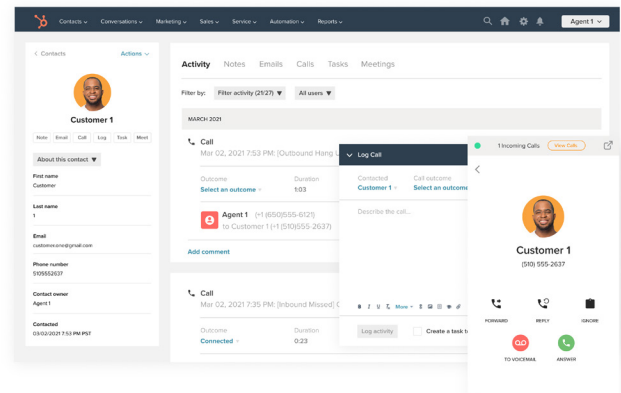 Contacts Conversations Marketing Sales Service Automation Reports Agent 1
Contacts Actions
Customer 1
Note Email Call Log Task Meet
About this contact
First name
Customer
Last name
1
Email
customer.one@gmail.com
Phone number
5105552637
Contact owner
Agent 1
Contacted
03/02/2021 7:53 PM PST
Activity Notes Emails Calls Tasks Meetings
Filter by: Filter activity (21/27) All users
MARCH 2021
Call
Mar 02, 2021 7:53 PM: [Outbound Hang U
Outcome Duration
Select an outcome 1:03
Agent 1 (+1 (650)555-6121)
to Customer 1 (+1 (510)555-2637)
Add comment
Call
Mar 02, 2021 7:35 PM: [Inbound Missed] C
Outcome Duration
Connected 0:23
Log Call
Contacted Call outcome
Customer 1 Select an outcome
Describe the call...
B I U Tx More
Log activity Create a task to
1 Incoming Calls View Calls
Customer 1
(510) 555-2637
FORWARD REPLY IGNORE
TO VOICEMAIL ANSWER